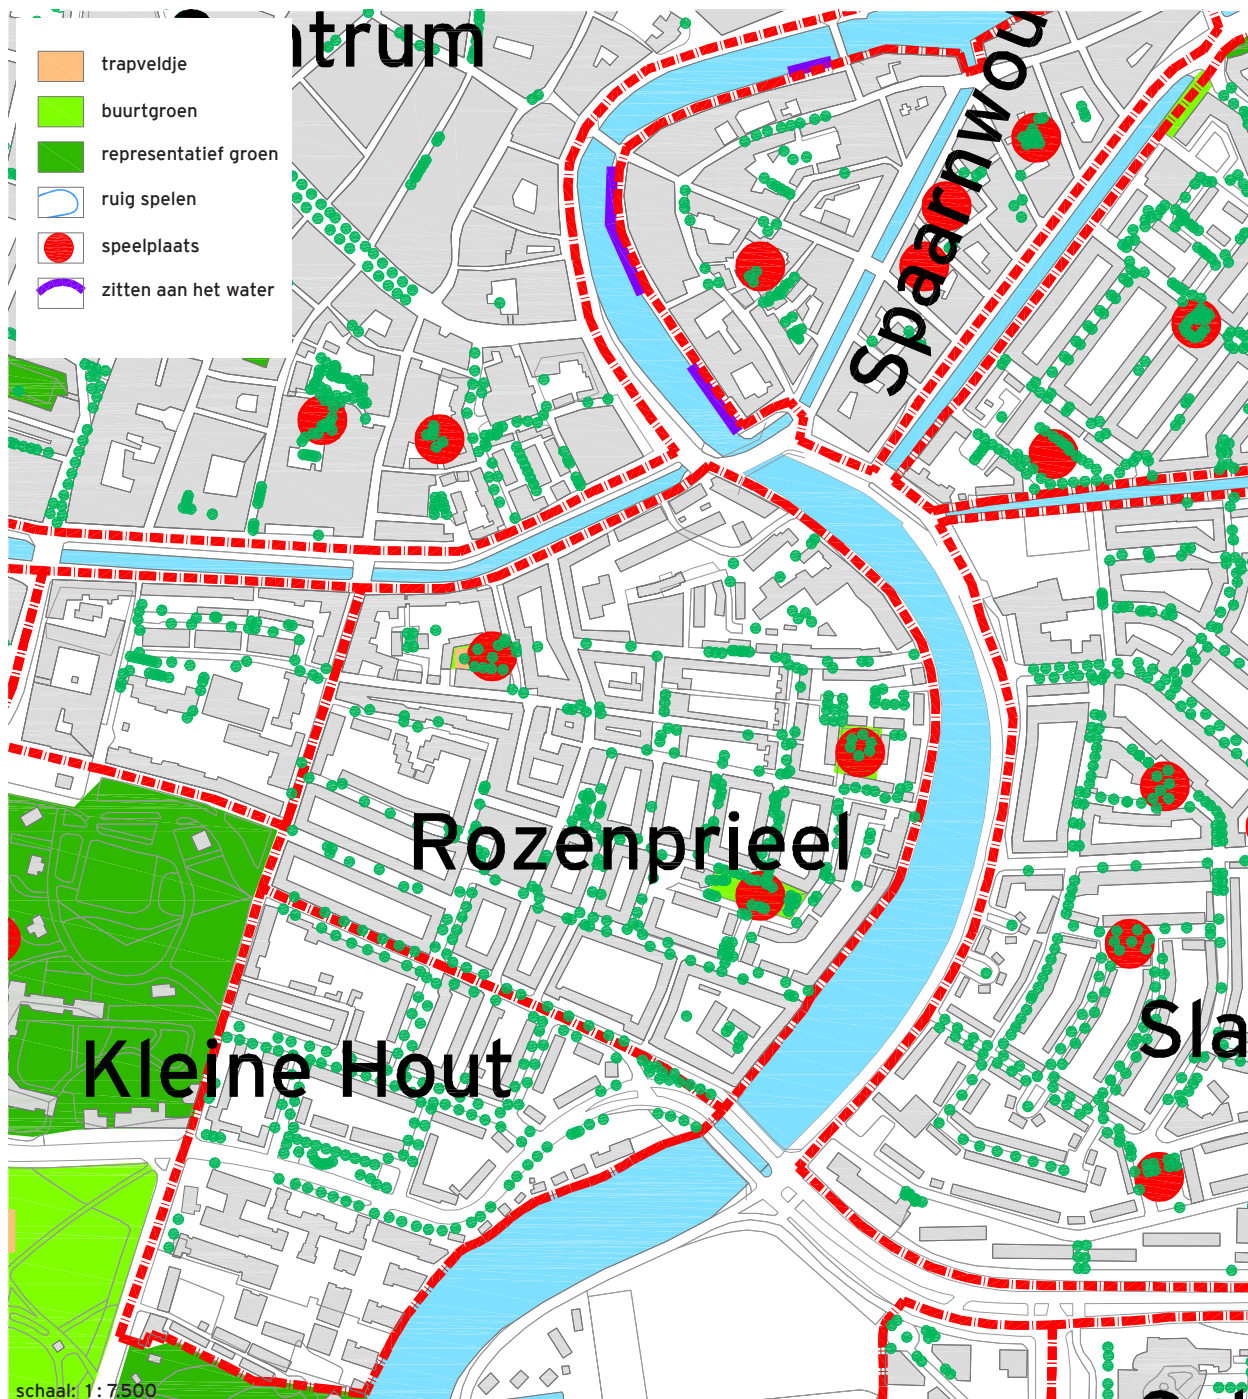 ntrum
trapveldje
buurtgroen
representatief groen
ruig spelen
speelplaats
zitten aan het water
Spaarnwou
Rozenprieel
Sla
Kleine Hout
schaal: 1 : 7.500